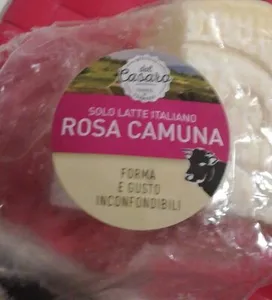 dal
Casaro
SOLO LATTE ITALIANO
ROSA CAMUNA
FORMA
E GUSTO
INCONFONDIBILI